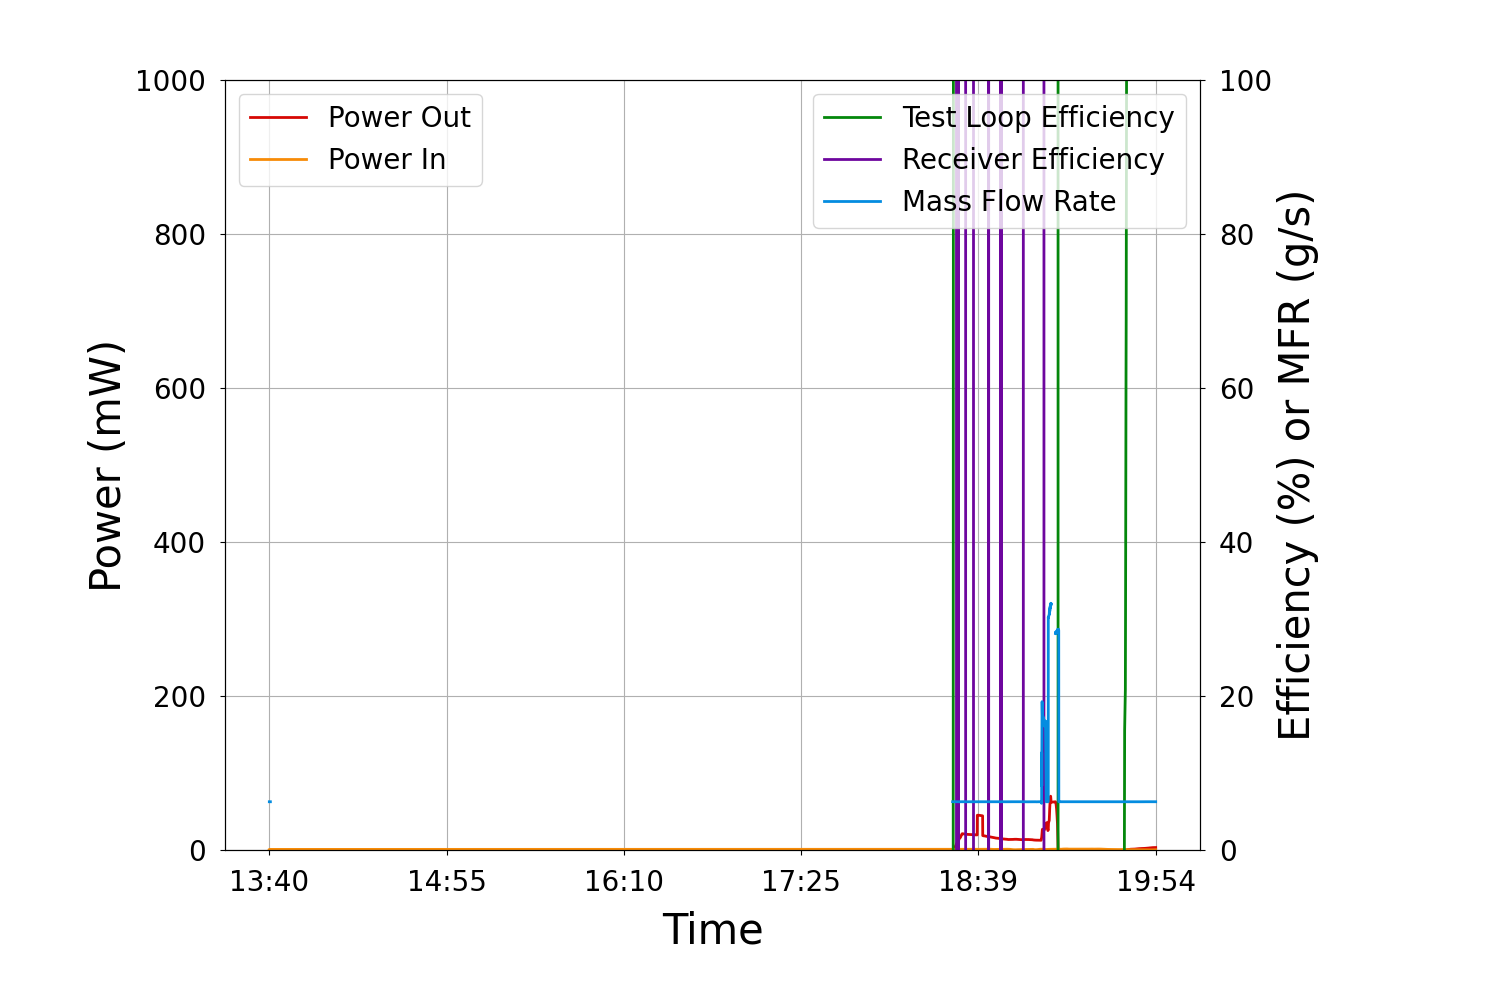 1000
800
600
400
200
0
Power (mW)
Power Out
Power In
Test Loop Efficiency
Receiver Efficiency
Mass Flow Rate
100
80
60
40
20
0
Efficiency (%) or MFR (g/s)
13:40 14:55 16:10 17:25 18:39 19:54
Time